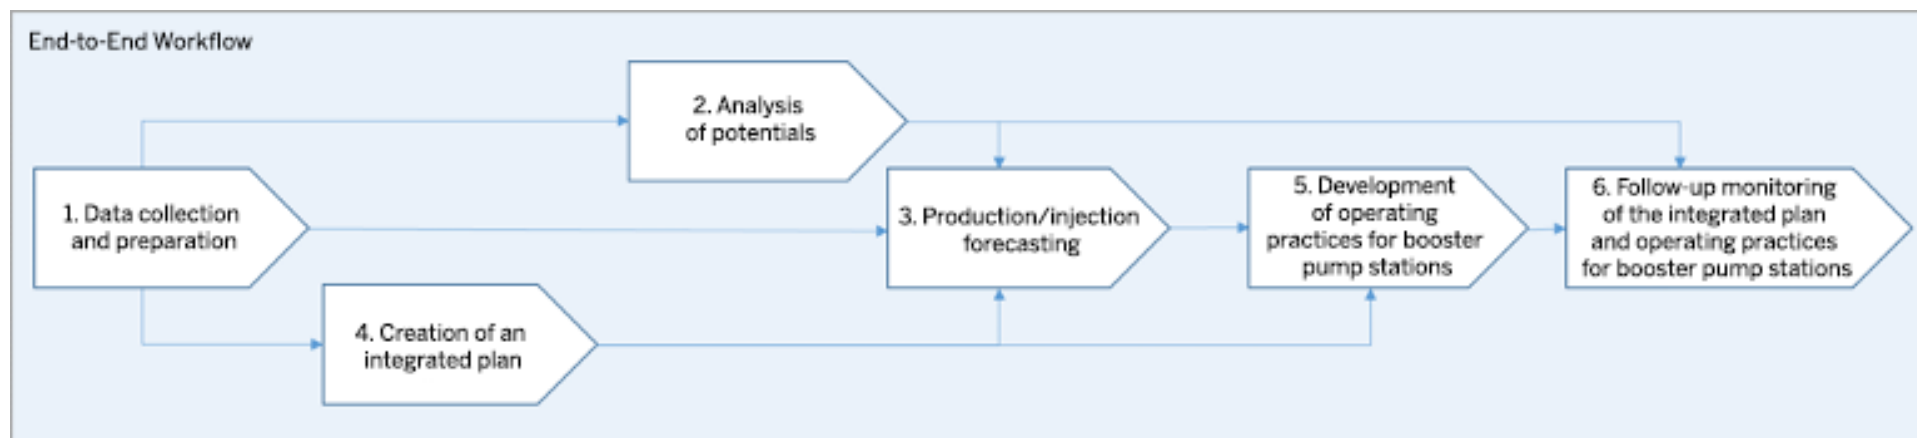 End-to-End Workflow
2. Analysis
of potentials
1. Data collection
and preparation
3. Production/injection
forecasting
5. Development
of operating
practices for booster
pump stations
6. Follow-up monitoring
of the integrated plan
and operating practices
for booster pump stations
4. Creation of an
integrated plan